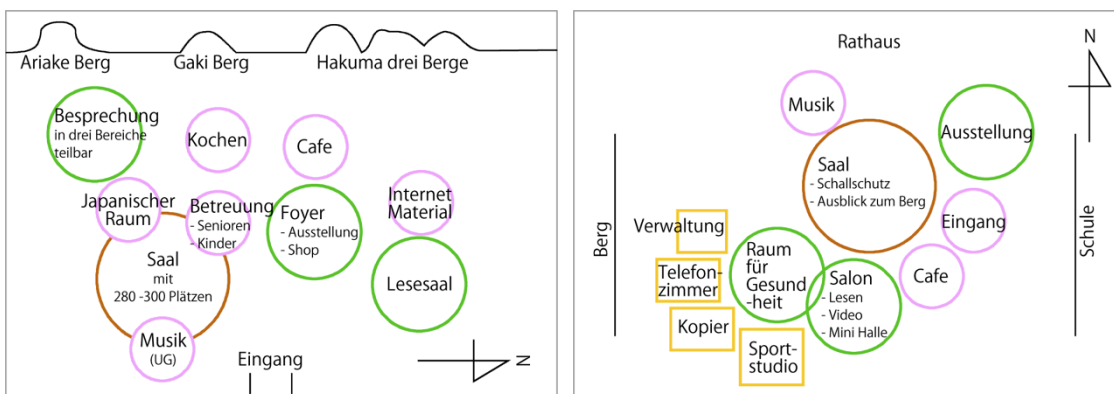 Ariake Berg
Gaki Berg
Hakuma drei Berge
Besprechung
in drei Bereiche
teilbar
Kochen
Cafe
Japanischer
Raum
Betreuung
- Senioren
- Kinder
Foyer
- Ausstellung
- Shop
Internet
Material
Saal
mit
280 -300 Plätzen
Lesesaal
Musik
(UG)
Eingang
N
Rathaus
N
Musik
Ausstellung
Saal
- Schallschutz
- Ausblick zum Berg
Eingang
Berg
Schule
Verwaltung
Telefon-
zimmer
Raum
für
Gesund
-heit
Salon
- Lesen
- Video
- Mini Halle
Cafe
Kopier
Sport-
studio